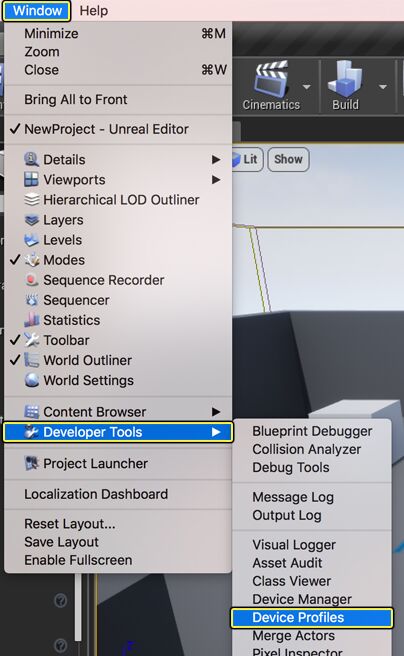 Window Help
Minimize ⌘M
Zoom
Close ⌘W
Bring All to Front
✓ NewProject - Unreal Editor
Details
Viewports
Hierarchical LOD Outliner
Layers
Levels
✓ Modes
Sequence Recorder
Sequencer
Statistics
✓ Toolbar
✓ World Outliner
World Settings
Content Browser
Developer Tools
Project Launcher
Localization Dashboard
Reset Layout...
Save Layout
Enable Fullscreen
Cinematics
Build
Lit
Show
Blueprint Debugger
Collision Analyzer
Debug Tools
Message Log
Output Log
Visual Logger
Asset Audit
Class Viewer
Device Manager
Device Profiles
Merge Actors
Pixel Inspector
Z